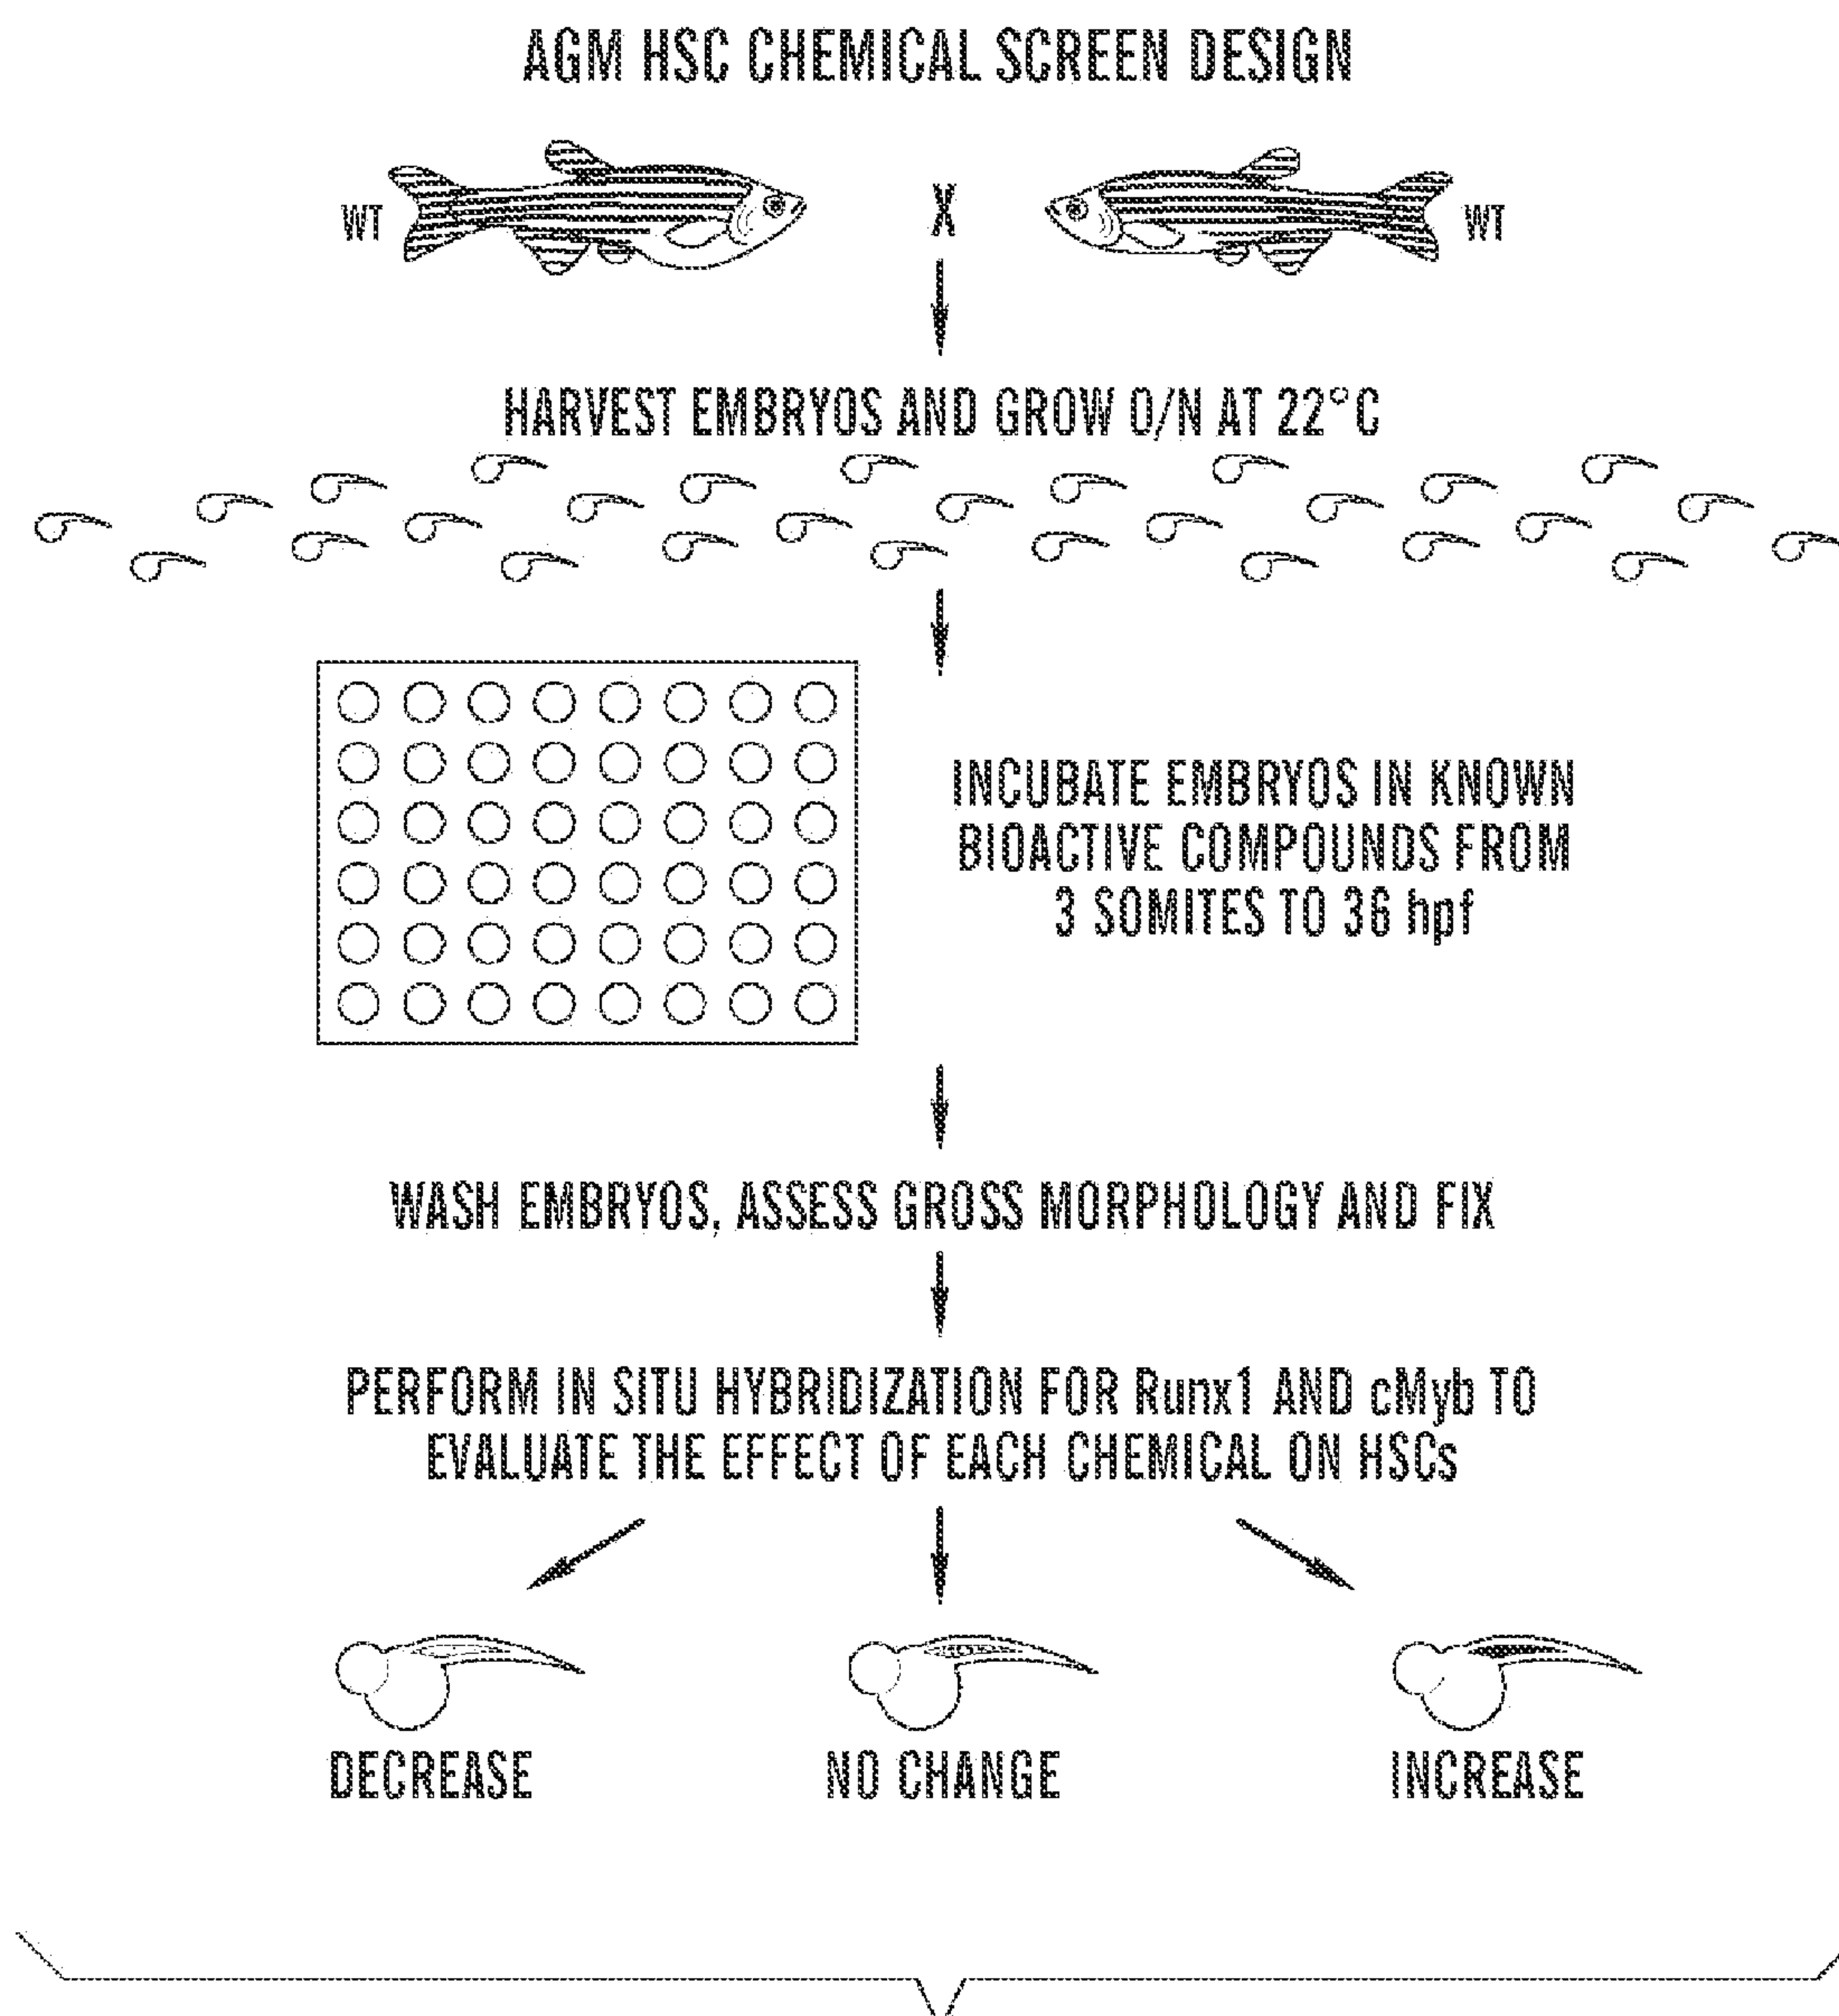 AGM HSC CHEMICAL SCREEN DESIGN
WT X WT
HARVEST EMBRYOS AND GROW O/N AT 22°C
INCUBATE EMBRYOS IN KNOWN
BIOACTIVE COMPOUNDS FROM
3 SOMITES TO 36 hpf
WASH EMBRYOS, ASSESS GROSS MORPHOLOGY AND FIX
PERFORM IN SITU HYBRIDIZATION FOR Runx1 AND cMyb TO
EVALUATE THE EFFECT OF EACH CHEMICAL ON HSCs
DECREASE NO CHANGE INCREASE